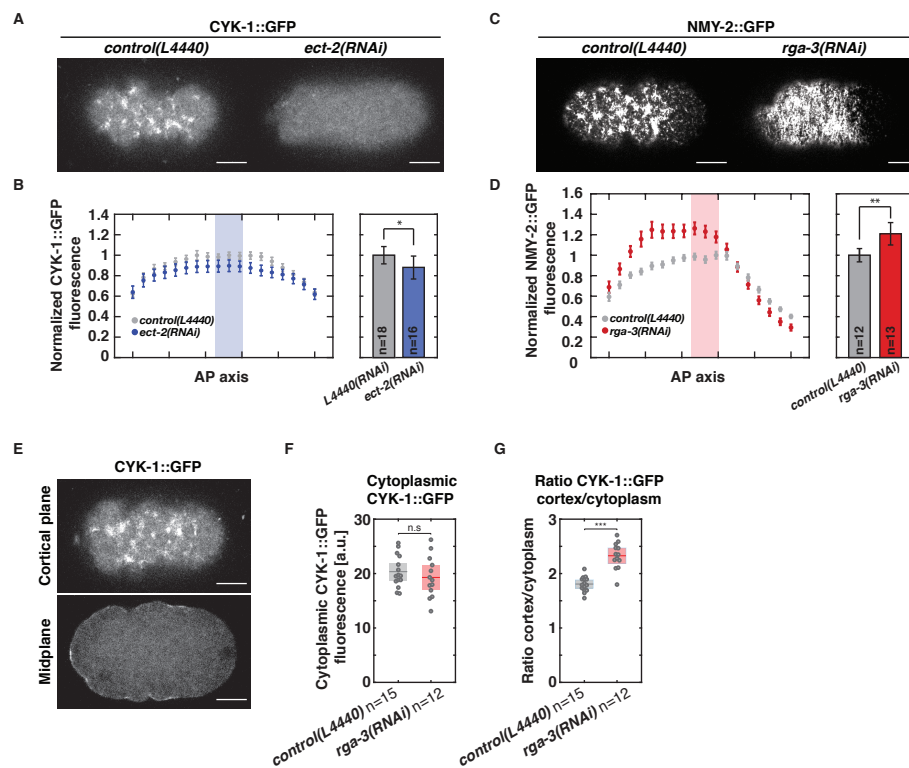 A
CYK-1::GFP
control(L4440)
ect-2(RNAi)
C
NMY-2::GFP
control(L4440)
rga-3(RNAi)
B
Normalized CYK-1::GFP
fluorescence
1.4
1.2
1
0.8
0.6
0.4
0.2
0
control(L4440)
ect-2(RNAi)
AP axis
*
n=18
n=16
L4440(RNAi)
ect-2(RNAi)
D
Normalized NMY-2::GFP
fluorescence
1.6
1.4
1.2
1
0.8
0.6
0.4
0.2
0
control(L4440)
rga-3(RNAi)
AP axis
**
n=12
n=13
control(L4440)
rga-3(RNAi)
E
CYK-1::GFP
Cortical plane
Midplane
F
Cytoplasmic
CYK-1::GFP
Cytoplasmic CYK-1::GFP
fluorescence [a.u.]
30
20
10
0
n.s
control(L4440) n=15
rga-3(RNAi) n=12
G
Ratio CYK-1::GFP
cortex/cytoplasm
Ratio cortex/cytoplasm
3
2
1
0
***
control(L4440) n=15
rga-3(RNAi) n=12